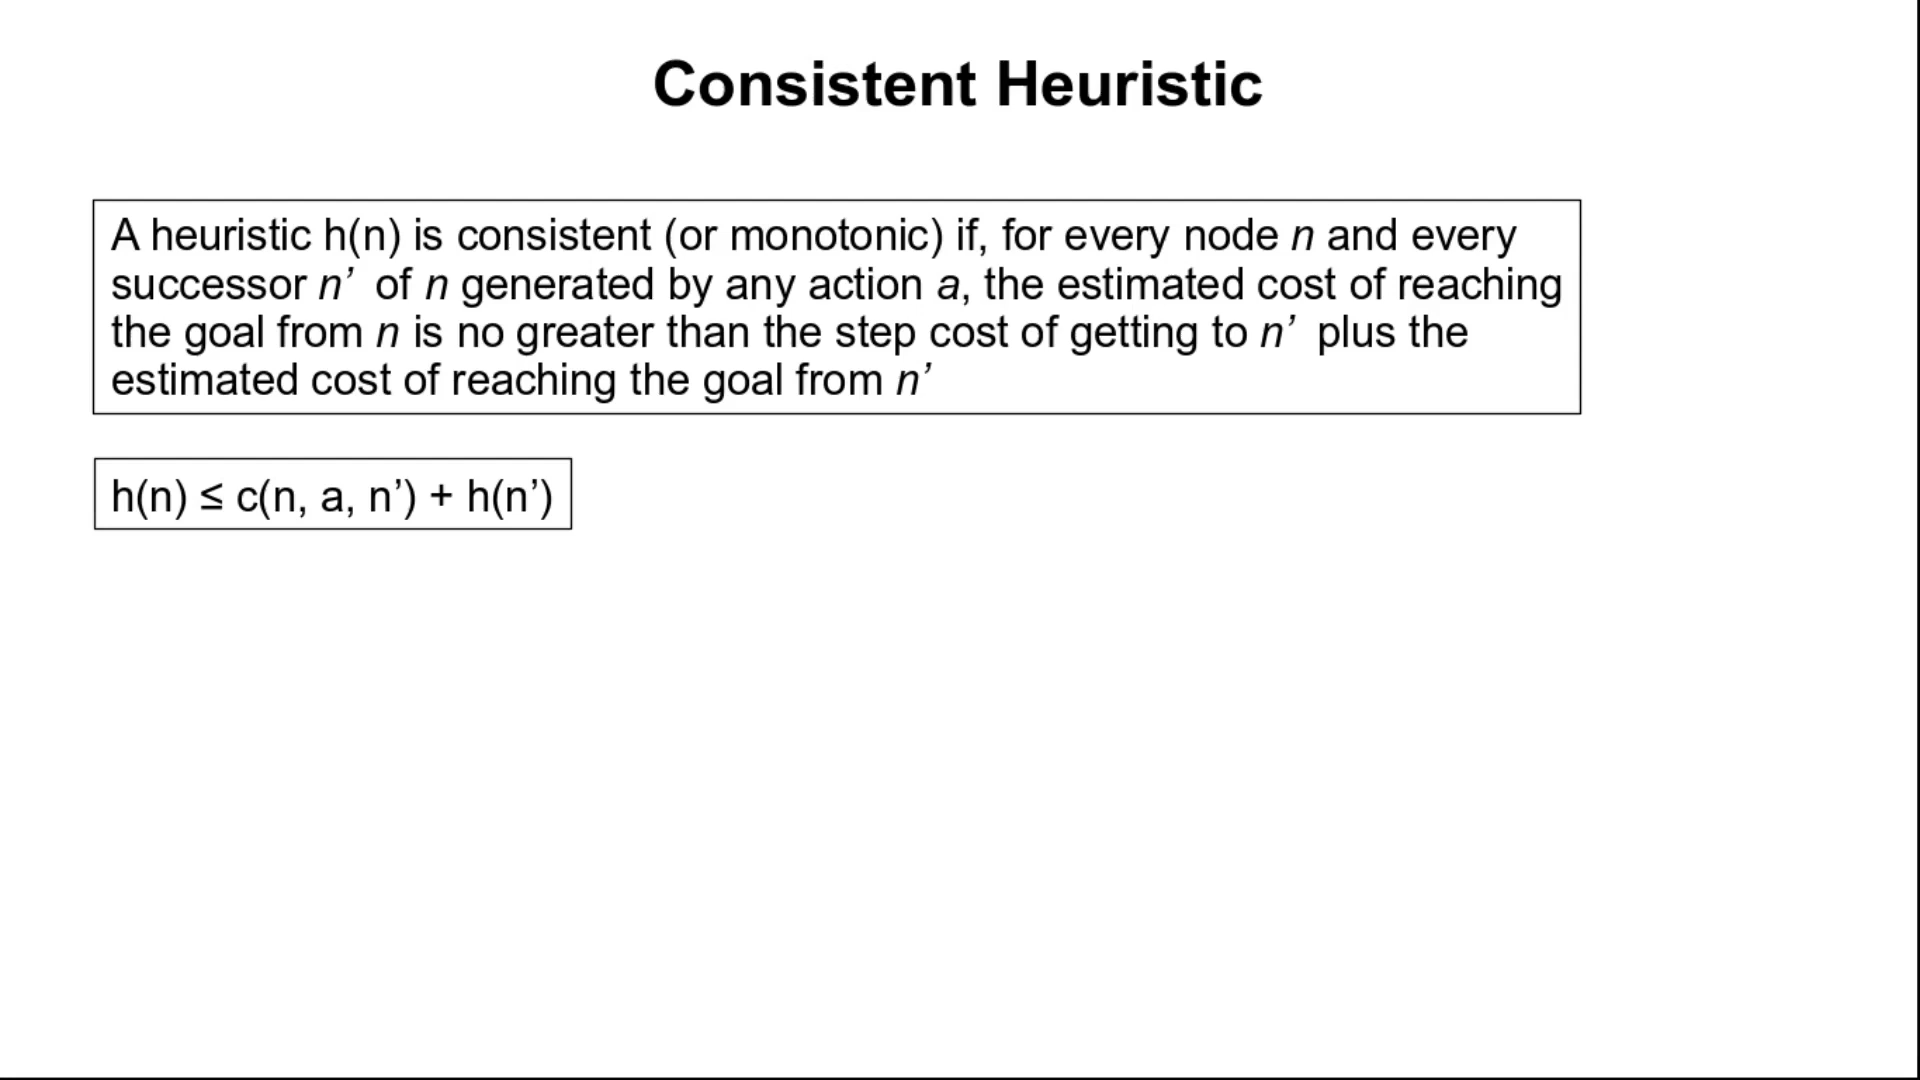 Consistent Heuristic
A heuristic h(n) is consistent (or monotonic) if, for every node n and every
successor n’ of n generated by any action a, the estimated cost of reaching
the goal from n is no greater than the step cost of getting to n’ plus the
estimated cost of reaching the goal from n’
h(n) ≤ c(n, a, n’) + h(n’)